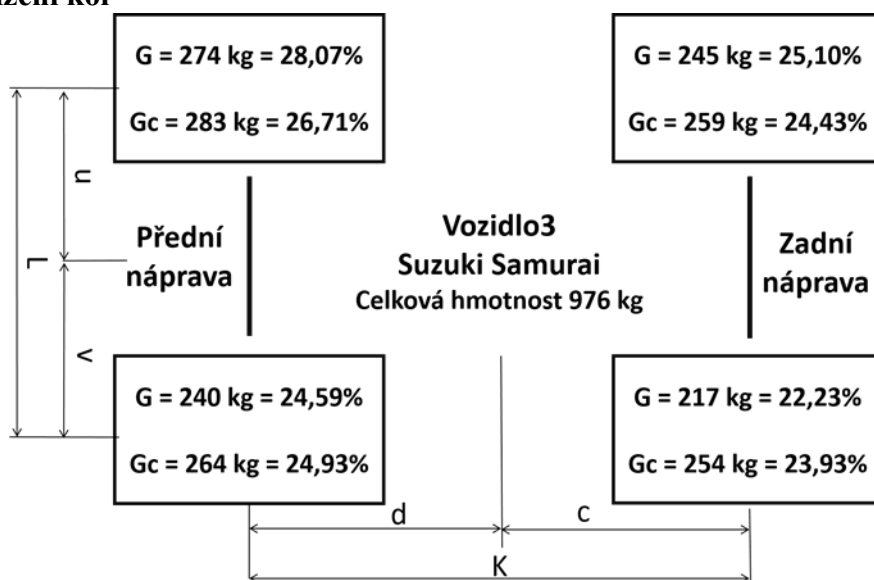 G = 274 kg = 28,07%
Gc = 283 kg = 26,71%
G = 245 kg = 25,10%
Gc = 259 kg = 24,43%
u
L
v
Přední
náprava
Vozidlo3
Suzuki Samurai
Celková hmotnost 976 kg
Zadní
náprava
G = 240 kg = 24,59%
Gc = 264 kg = 24,93%
G = 217 kg = 22,23%
Gc = 254 kg = 23,93%
d
c
K